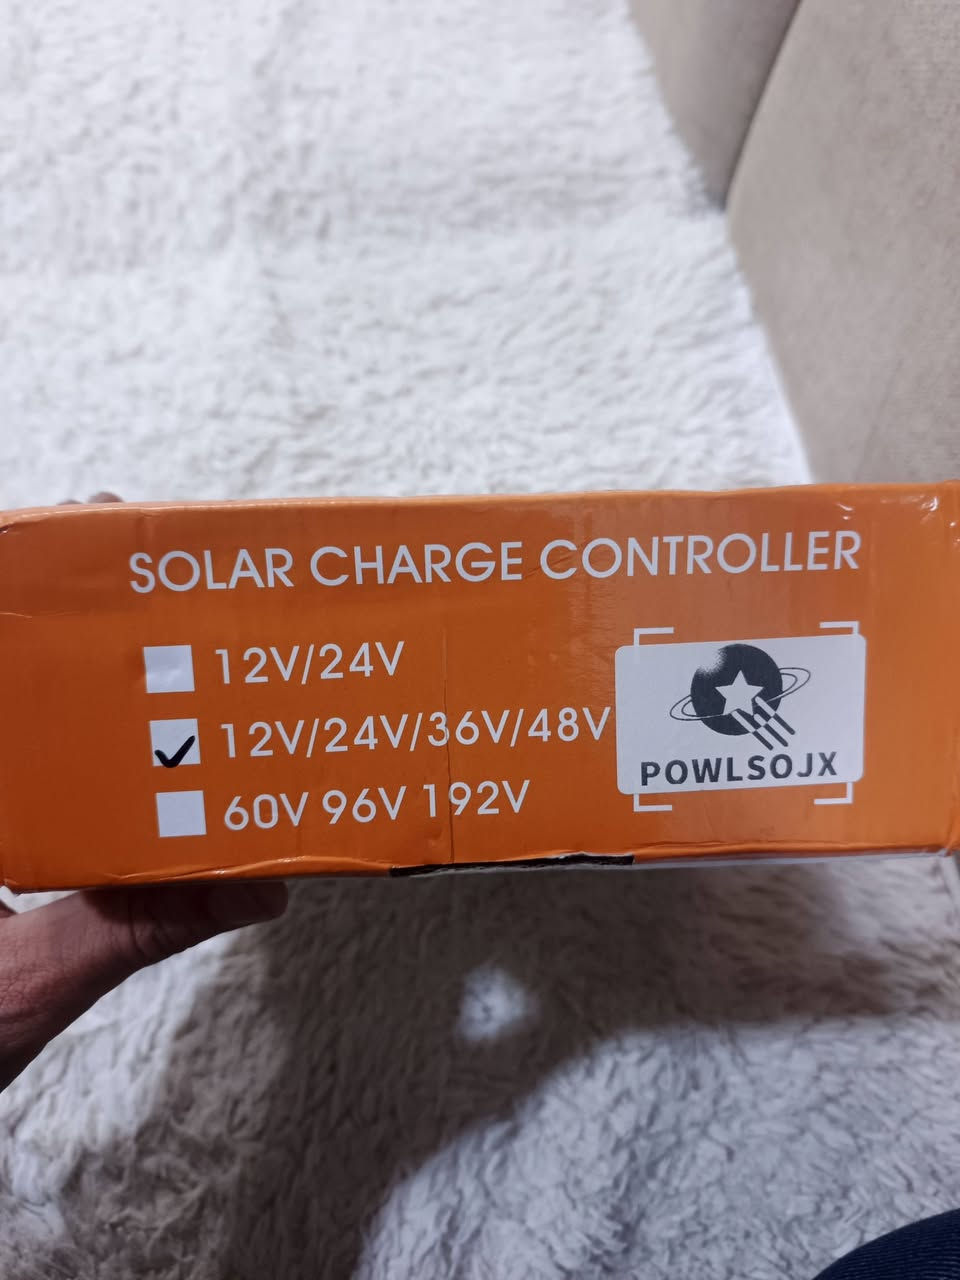 SOLAR CHARGE CONTROLLER
12V/24V
12V/24V/36V/48V
60V 96V 192V
POWLSOJX